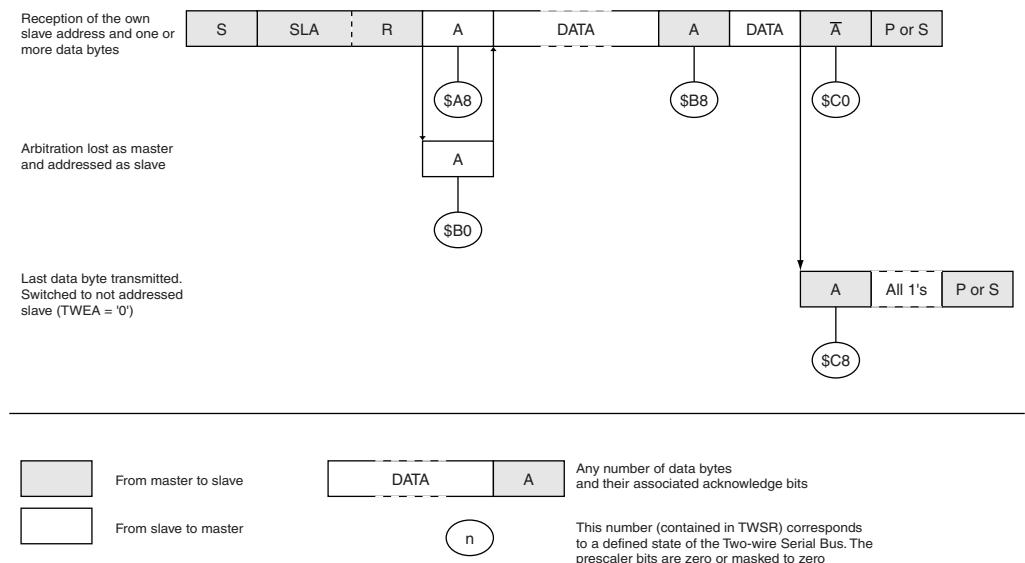 Reception of the own
slave address and one or
more data bytes
S SLA R A DATA A DATA A̅ P or S
$A8 $B8 $C0
Arbitration lost as master
and addressed as slave
A
$B0
Last data byte transmitted.
Switched to not addressed
slave (TWEA = '0')
A All 1's P or S
$C8
From master to slave
DATA A
Any number of data bytes
and their associated acknowledge bits
From slave to master
n
This number (contained in TWSR) corresponds
to a defined state of the Two-wire Serial Bus. The
prescaler bits are zero or masked to zero